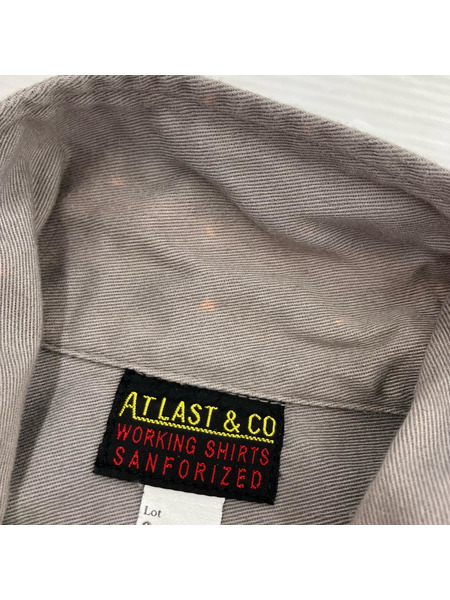 ATLAST & CO
WORKING SHIRTS
SANFORIZED
Lot